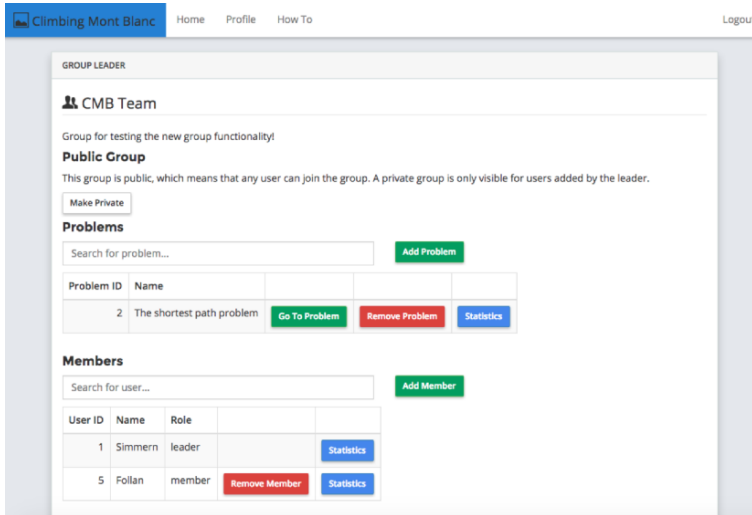 Climbing Mont Blanc Home Profile How To Logou
GROUP LEADER
CMB Team
Group for testing the new group functionality!
Public Group
This group is public, which means that any user can join the group. A private group is only visible for users added by the leader.
Make Private
Problems
Search for problem... Add Problem
Problem ID Name
2 The shortest path problem Go To Problem Remove Problem Statistics
Members
Search for user... Add Member
User ID Name Role
1 Simmern leader Statistics
5 Follan member Remove Member Statistics